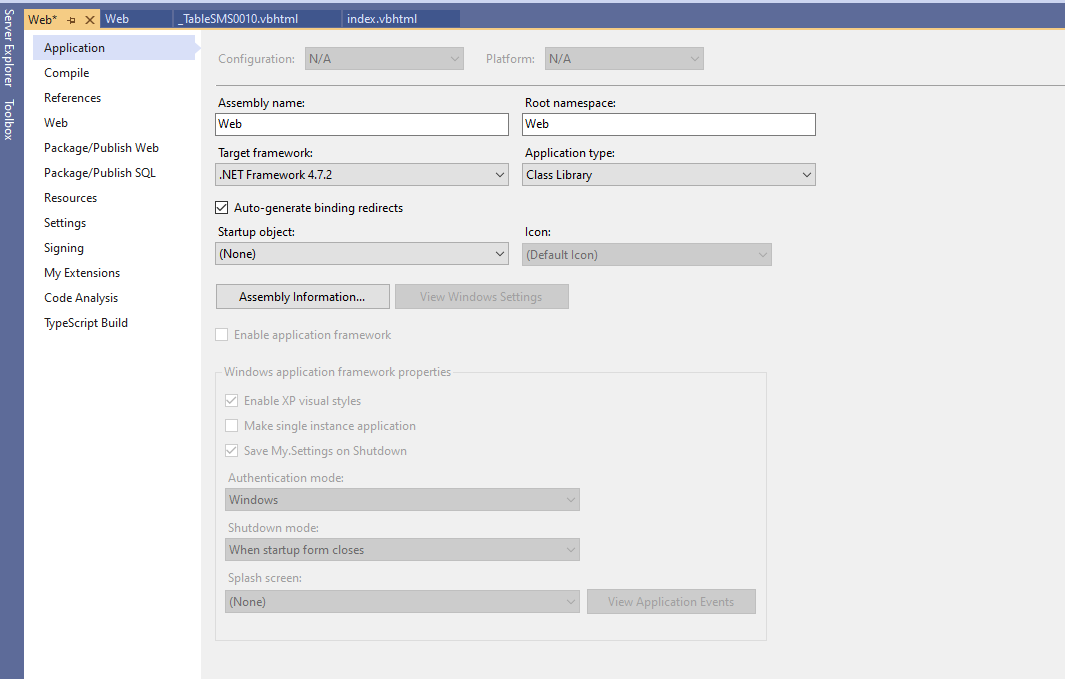 Server Explorer
Toolbox
Web*
Web
_TableSMS0010.vbhtml
index.vbhtml
Application
Compile
References
Web
Package/Publish Web
Package/Publish SQL
Resources
Settings
Signing
My Extensions
Code Analysis
TypeScript Build
Configuration: N/A Platform: N/A
Assembly name: Root namespace:
Web Web
Target framework: Application type:
.NET Framework 4.7.2 Class Library
Auto-generate binding redirects
Startup object: Icon:
(None) (Default Icon)
Assembly Information... View Windows Settings
Enable application framework
Windows application framework properties
Enable XP visual styles
Make single instance application
Save My.Settings on Shutdown
Authentication mode:
Windows
Shutdown mode:
When startup form closes
Splash screen:
(None) View Application Events